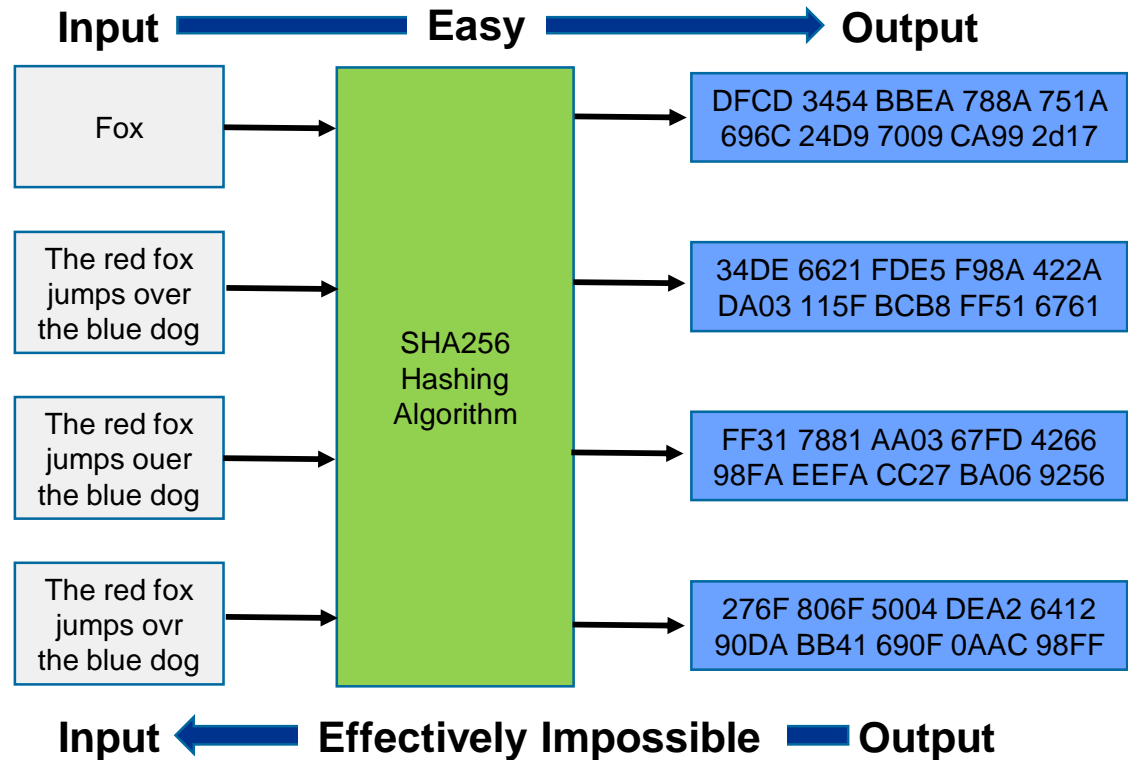 Input Easy Output
Fox
DFCD 3454 BBEA 788A 751A
696C 24D9 7009 CA99 2d17
The red fox
jumps over
the blue dog
34DE 6621 FDE5 F98A 422A
DA03 115F BCB8 FF51 6761
SHA256
Hashing
Algorithm
The red fox
jumps ouer
the blue dog
FF31 7881 AA03 67FD 4266
98FA EEFA CC27 BA06 9256
The red fox
jumps ovr
the blue dog
276F 806F 5004 DEA2 6412
90DA BB41 690F 0AAC 98FF
Input Effectively Impossible Output